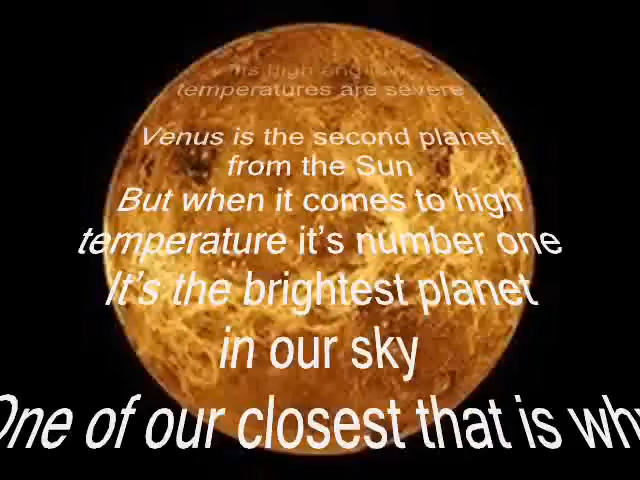 temperatures are severe
Venus is the second planet
from the Sun
But when it comes to high
temperature it's number one
It's the brightest planet
in our sky
One of our closest that is why